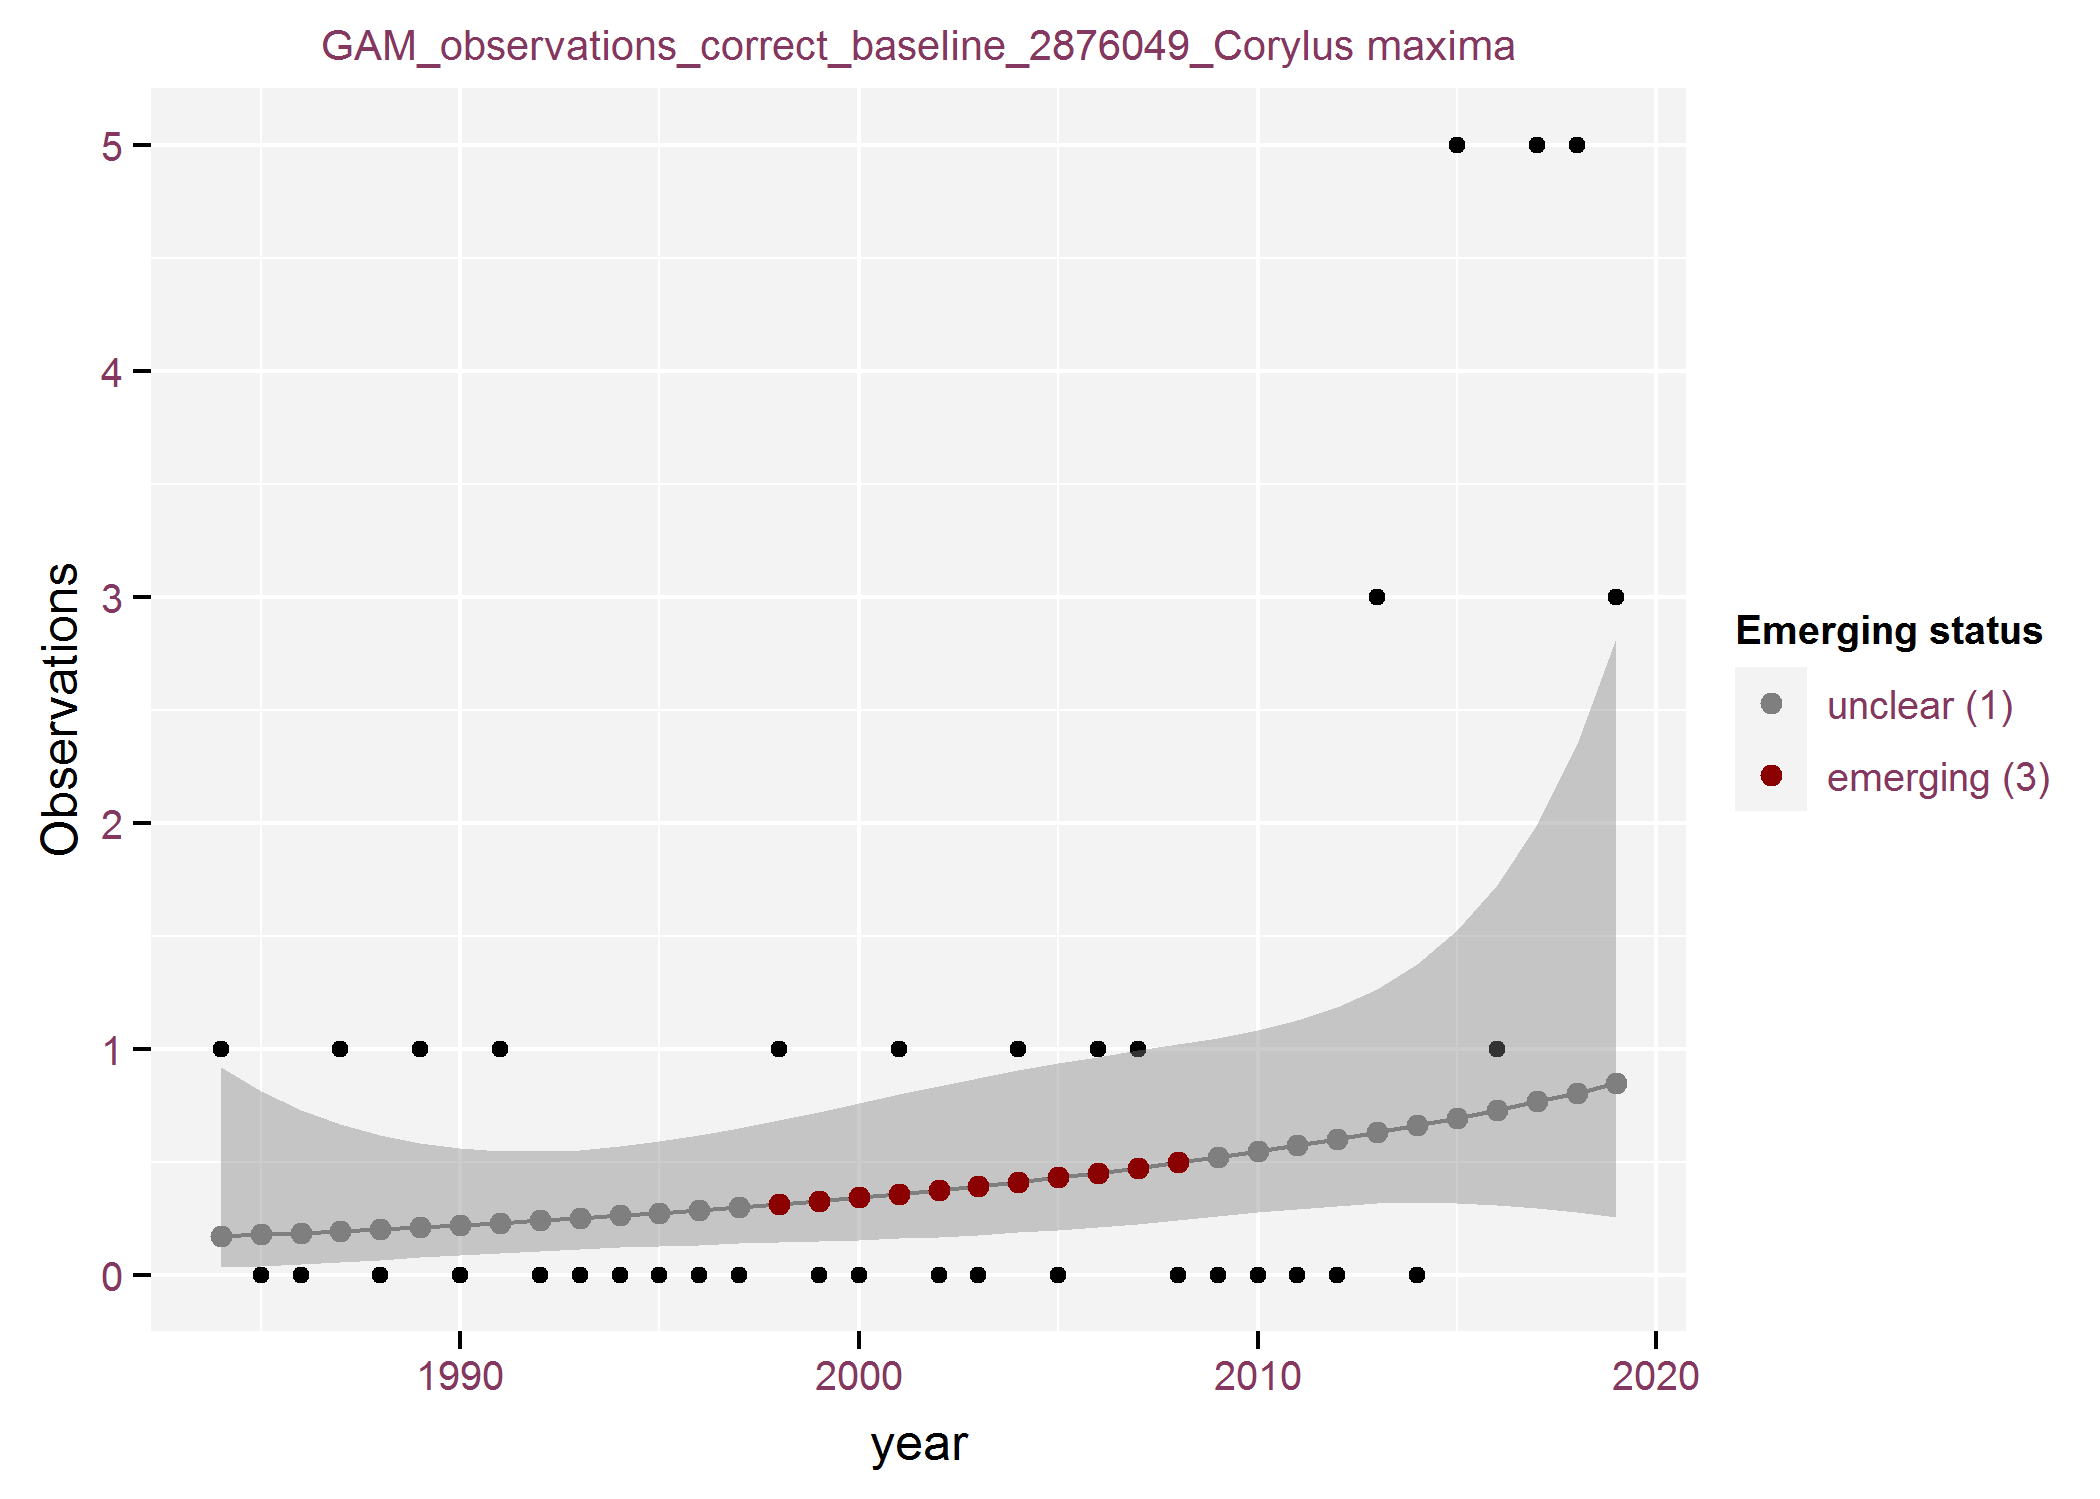 GAM_observations_correct_baseline_2876049_Corylus maxima
5
4
3
2
1
0
Observations
1990
2000
2010
2020
year
Emerging status
unclear (1)
emerging (3)